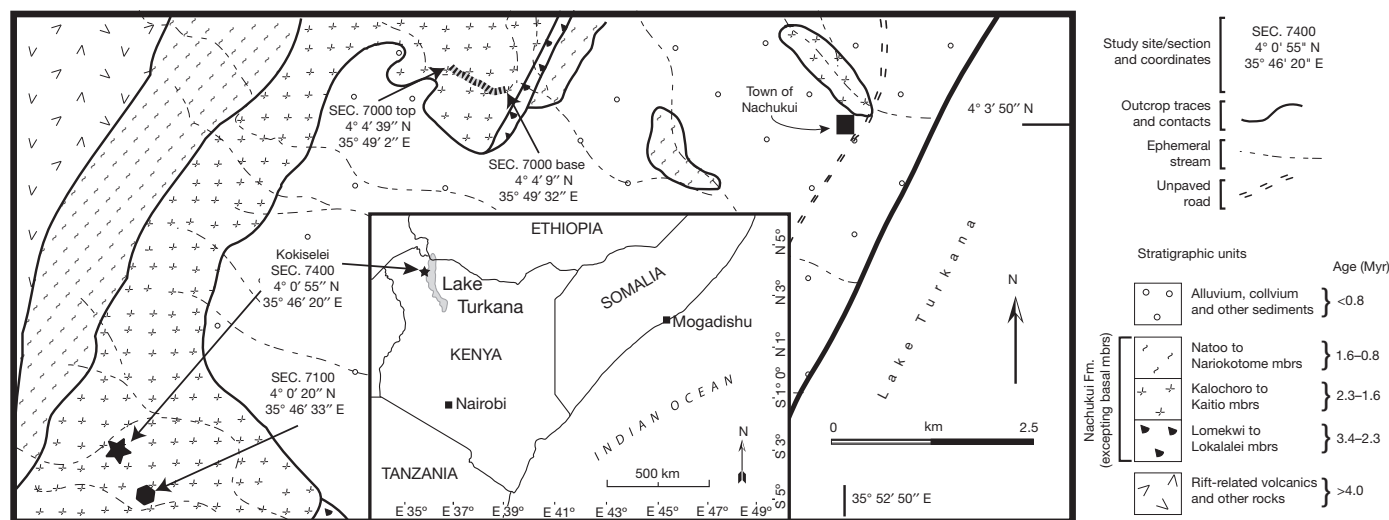 SEC. 7000 top
4° 4′ 39″ N
35° 49′ 2″ E
SEC. 7000 base
4° 4′ 9″ N
35° 49′ 32″ E
Town of
Nachukui
4° 3′ 50″ N
Kokiselei
SEC. 7400
4° 0′ 55″ N
35° 46′ 20″ E
SEC. 7100
4° 0′ 20″ N
35° 46′ 33″ E
Lake Turkana
N
0 km 2.5
35° 52′ 50″ E
ETHIOPIA
SOMALIA
Lake
Turkana
Mogadishu
KENYA
Nairobi
INDIAN OCEAN
TANZANIA
N
500 km
N 5°
N 3°
N 1°
0°
S 1°
S 3°
S 5°
E 35° E 37° E 39° E 41° E 43° E 45° E 47° E 49°
Study site/section
and coordinates
SEC. 7400
4° 0' 55" N
35° 46' 20" E
Outcrop traces
and contacts
Ephemeral
stream
Unpaved
road
Stratigraphic units
Age (Myr)
Alluvium, collvium
and other sediments
<0.8
Nachukui Fm.
(excepting basal mbrs)
Natoo to
Nariokotome mbrs
1.6–0.8
Kalochoro to
Kaitio mbrs
2.3–1.6
Lomekwi to
Lokalalei mbrs
3.4–2.3
Rift-related volcanics
and other rocks
>4.0